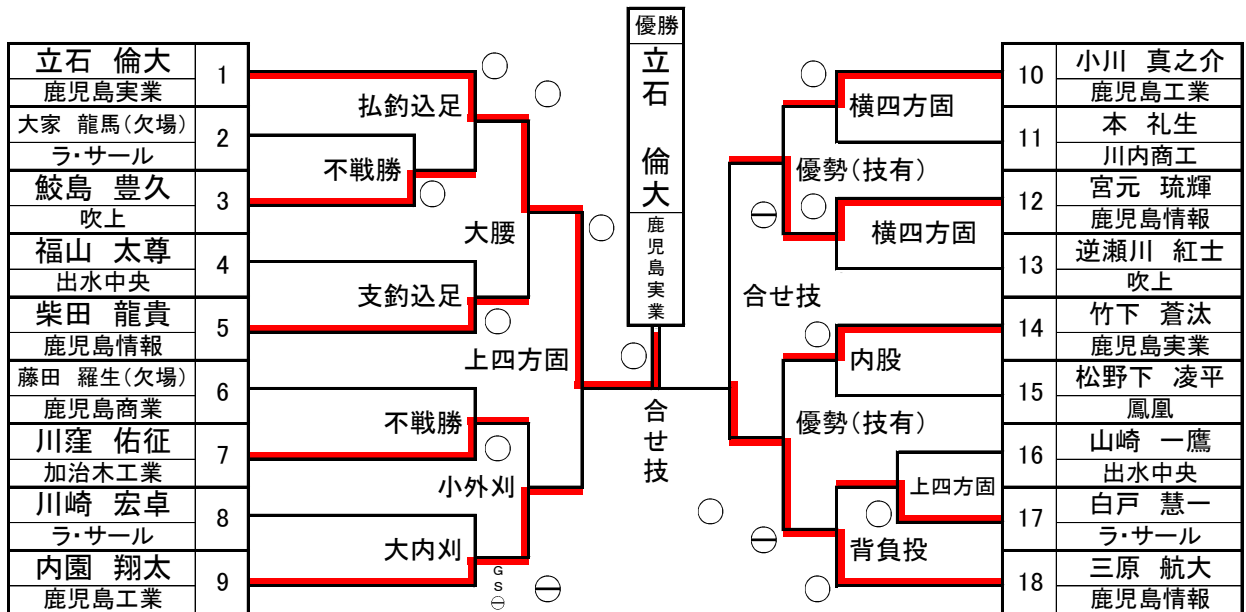 優勝
立石 倫大
鹿児島実業
立石 倫大
鹿児島実業
1
大家 龍馬(欠場)
ラ・サール
2
鮫島 豊久
吹上
3
福山 太尊
出水中央
4
柴田 龍貴
鹿児島情報
5
藤田 羅生(欠場)
鹿児島商業
6
川窪 佑征
加治木工業
7
川崎 宏卓
ラ・サール
8
内園 翔太
鹿児島工業
9
払釣込足
不戦勝
大腰
支釣込足
上四方固
不戦勝
小外刈
大内刈
GS
合せ技
横四方固
優勢(技有)
横四方固
合せ技
内股
優勢(技有)
上四方固
背負投
10
小川 真之介
鹿児島工業
11
本 礼生
川内商工
12
宮元 琉輝
鹿児島情報
13
逆瀬川 紅士
吹上
14
竹下 蒼汰
鹿児島実業
15
松野下 凌平
鳳凰
16
山崎 一鷹
出水中央
17
白戸 慧一
ラ・サール
18
三原 航大
鹿児島情報